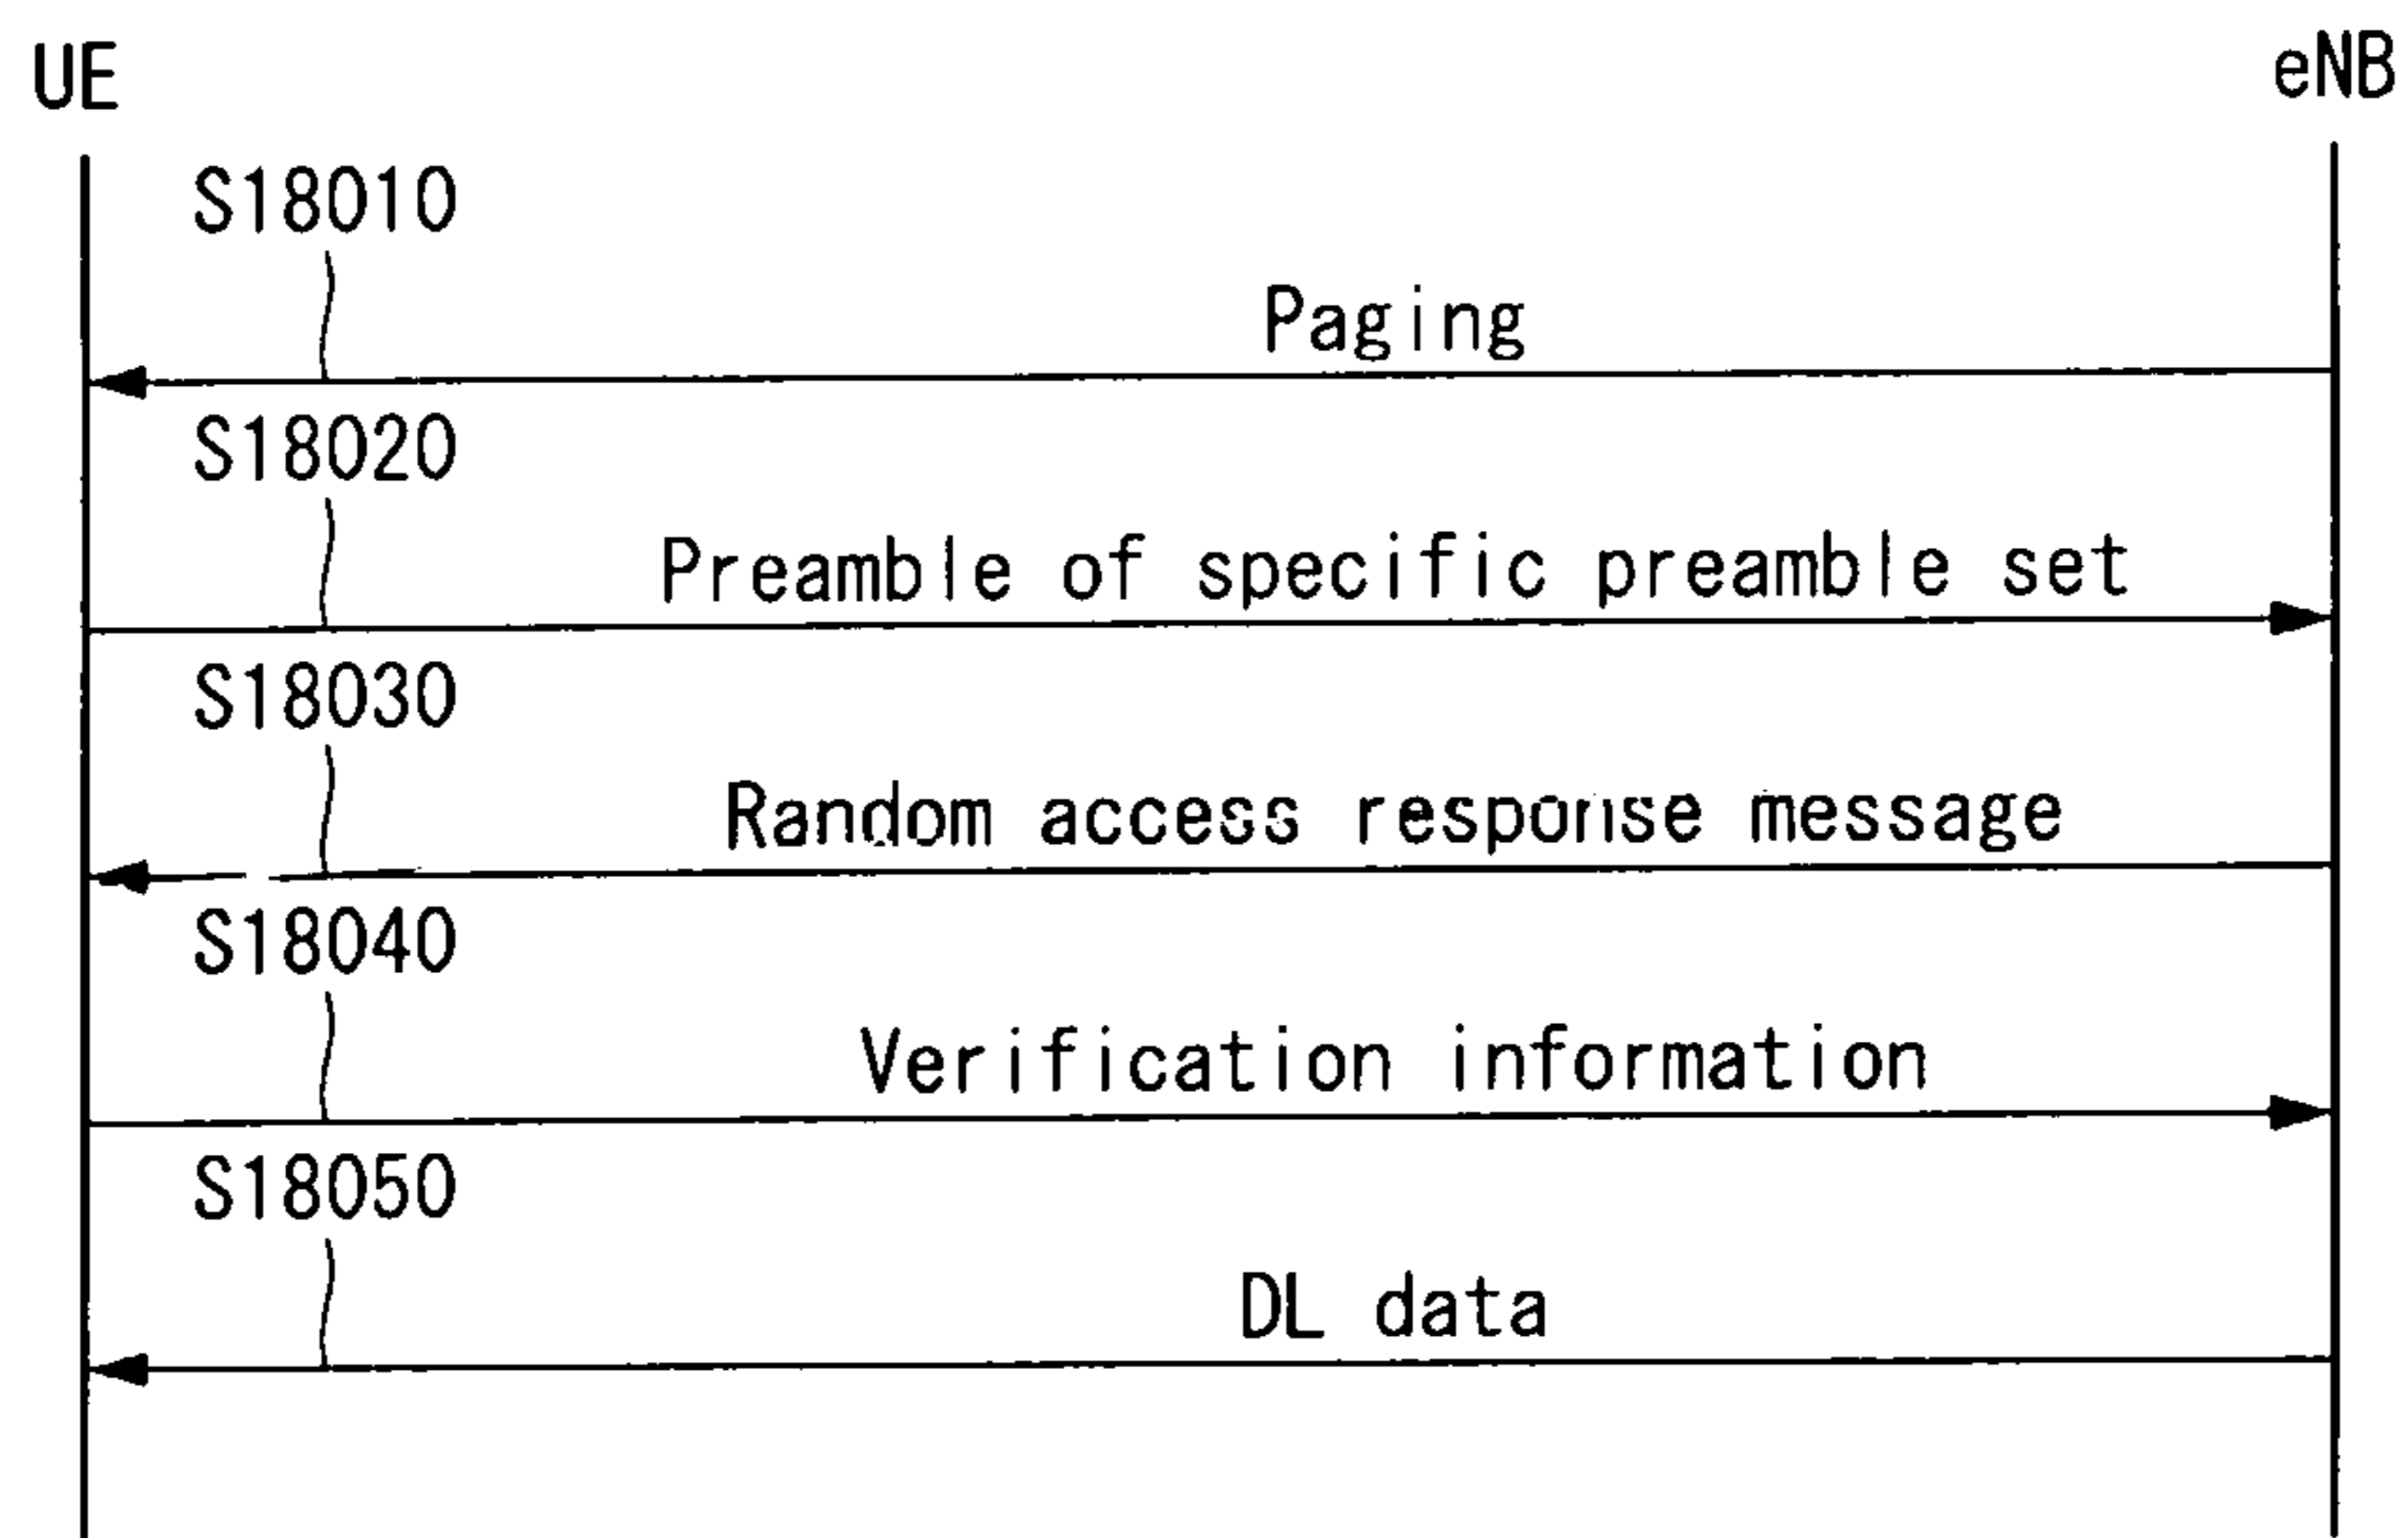 UE eNB
S18010
Paging
S18020
Preamble of specific preamble set
S18030
Random access response message
S18040
Verification information
S18050
DL data